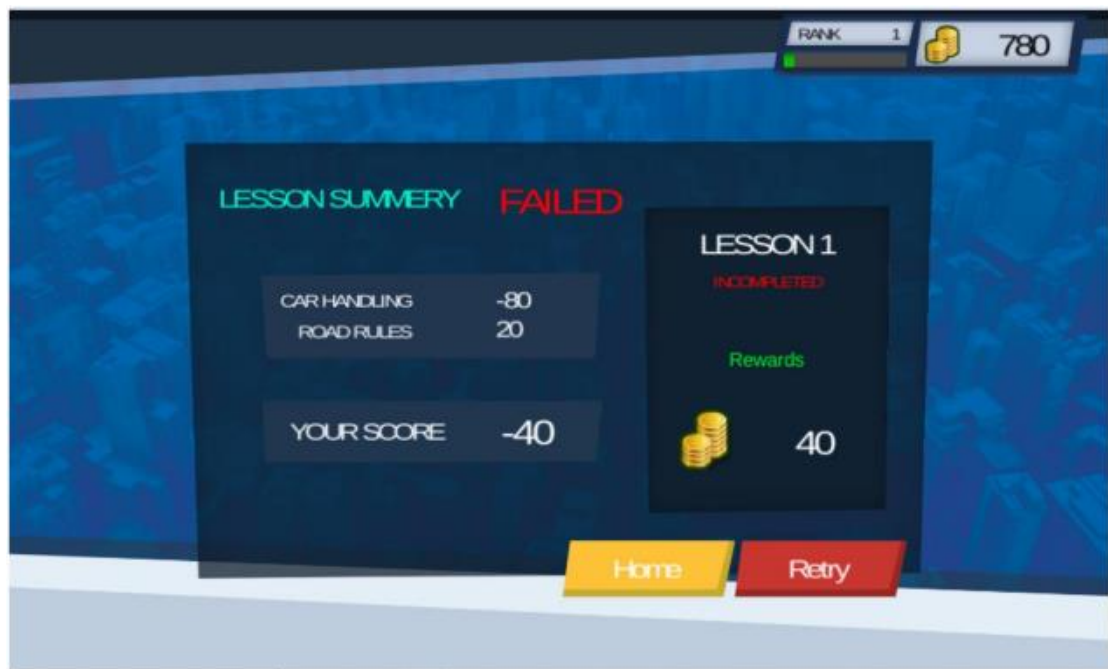 RANK 1
780
LESSON SUMMERY FAILED
LESSON 1
INCOMPLETED
CAR HANDLING -80
ROAD RULES 20
Rewards
YOUR SCORE -40
40
Home Retry